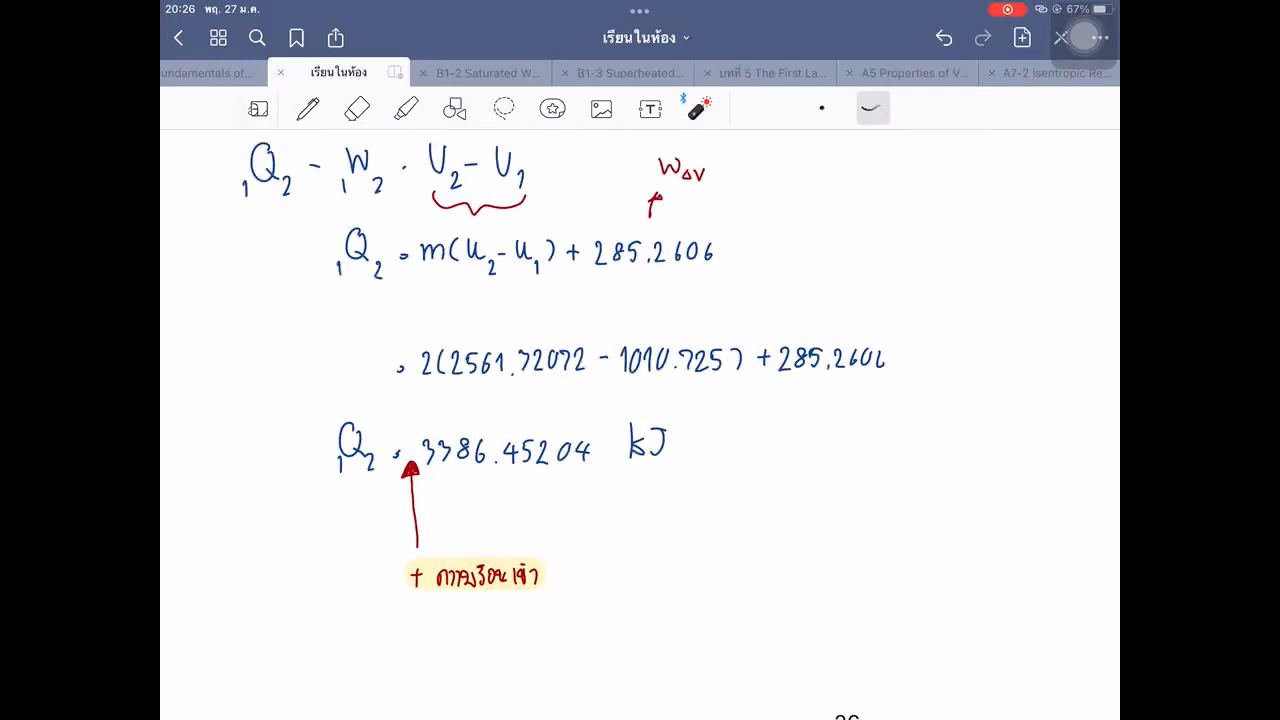 20:26 พฤ. 27 ม.ค.
67%
เรียนในห้อง
undamentals of...
เรียนในห้อง
B1-2 Saturated W...
B1-3 Superheated...
บทที่ 5 The First La...
A5 Properties of V...
A7-2 Isentropic Re...
₁Q₂ - ₁W₂ = U₂ - U₁
WΔV
₁Q₂ = m(u₂ - u₁) + 285.2606
= 2(2561.72072 - 1010.7257) + 285.2606
₁Q₂ = 3386.45204 kJ
+ ความร้อนเข้า